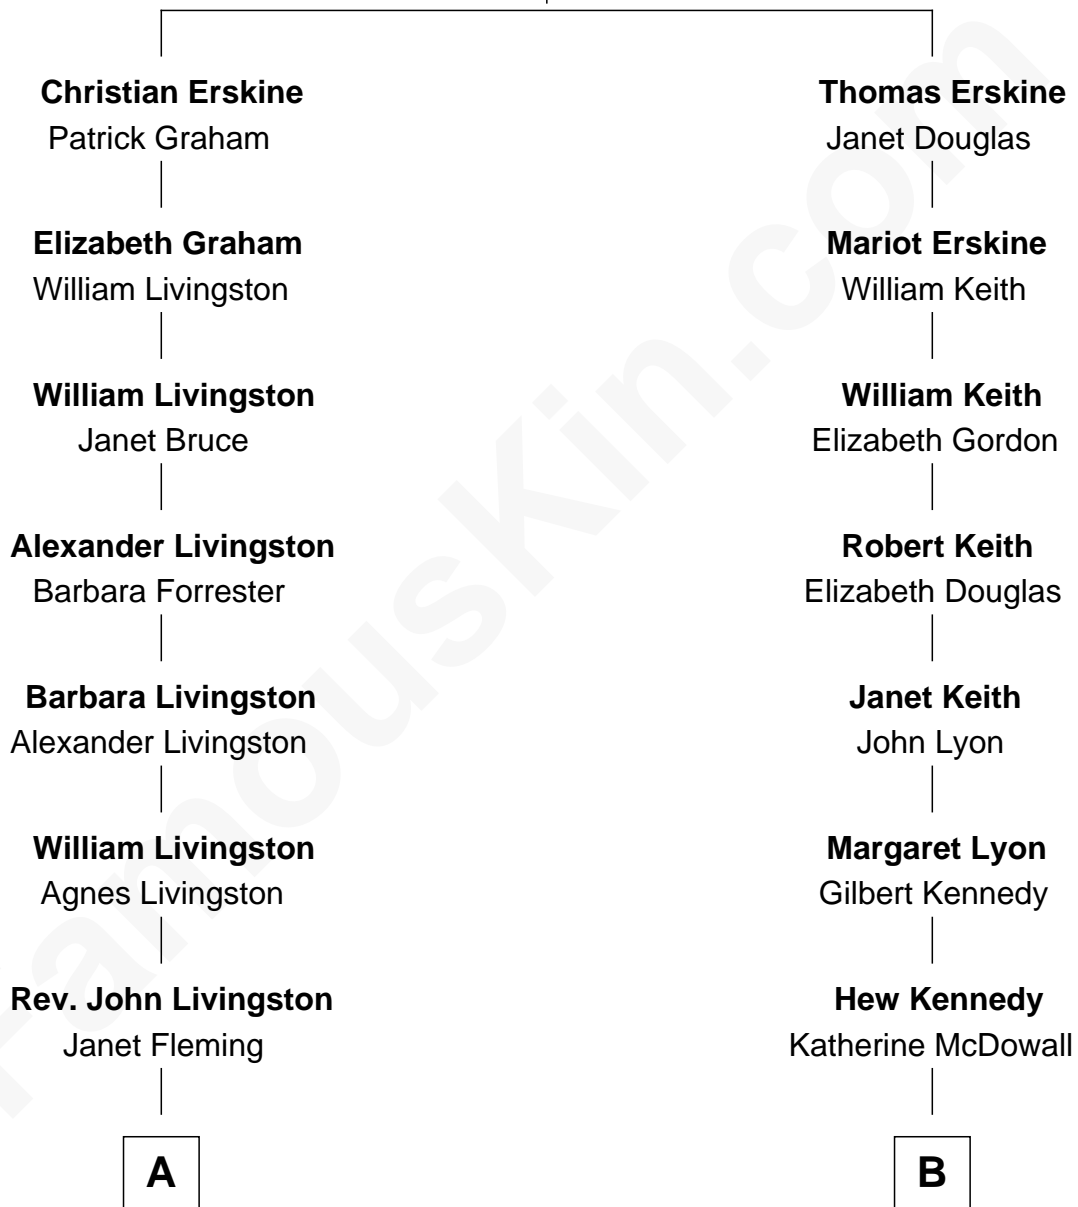 Christian Erskine
Patrick Graham
Elizabeth Graham
William Livingston
William Livingston
Janet Bruce
Alexander Livingston
Barbara Forrester
Barbara Livingston
Alexander Livingston
William Livingston
Agnes Livingston
Rev. John Livingston
Janet Fleming
A
Thomas Erskine
Janet Douglas
Mariot Erskine
William Keith
William Keith
Elizabeth Gordon
Robert Keith
Elizabeth Douglas
Janet Keith
John Lyon
Margaret Lyon
Gilbert Kennedy
Hew Kennedy
Katherine McDowall
B
FamousKin.com